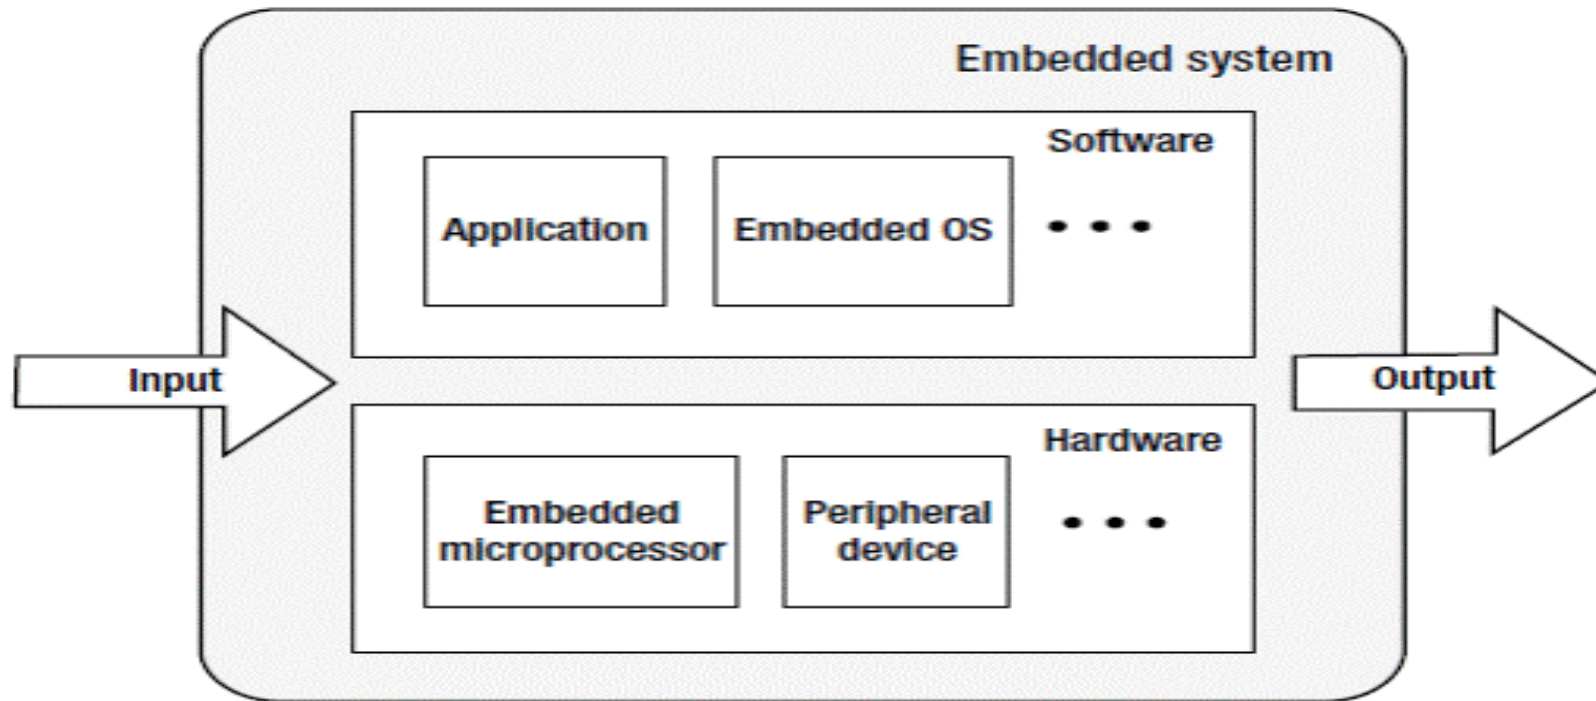 Embedded system
Software
Application
Embedded OS
• • •
Input
Output
Hardware
Embedded
microprocessor
Peripheral
device
• • •